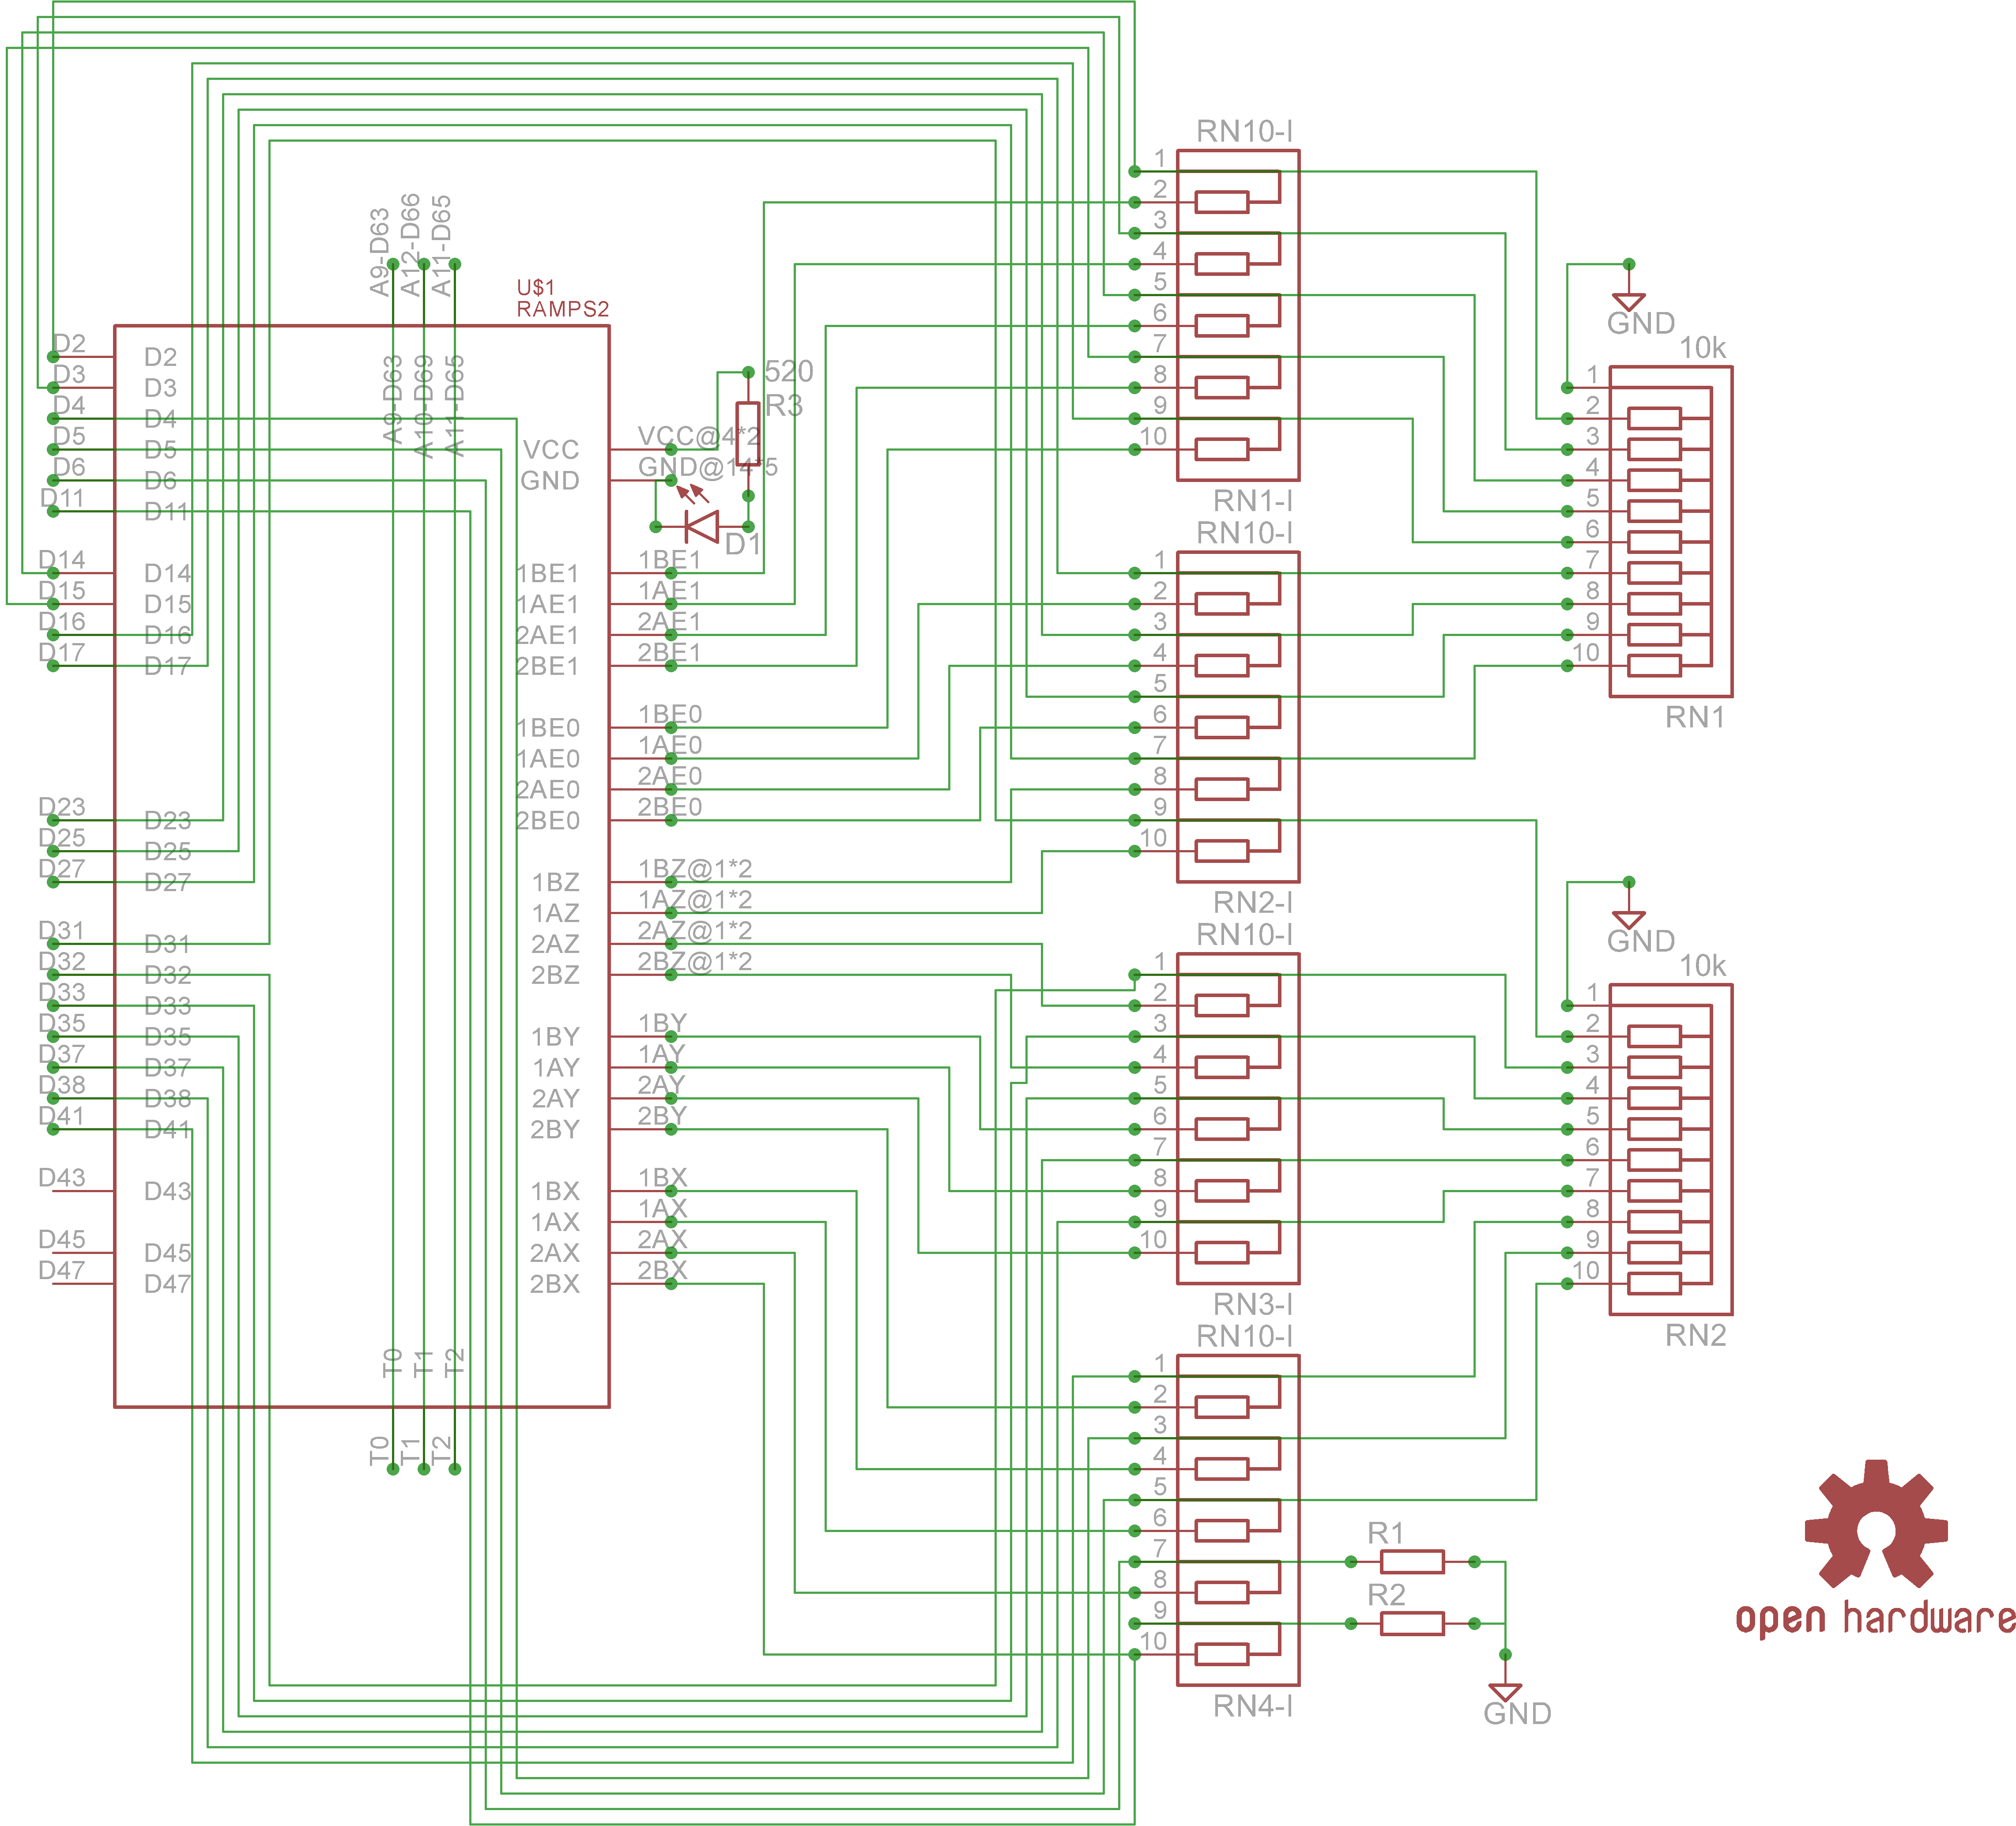 RN10-I
1
2
3
4
5
6
7
8
9
10
RN1-I
RN10-I
1
2
3
4
5
6
7
8
9
10
RN2-I
RN10-I
1
2
3
4
5
6
7
8
9
10
RN3-I
RN10-I
1
2
3
4
5
6
7
8
9
10
RN4-I
A9-D63
A12-D66
A11-D65
U$1
RAMPS2
A9-D63
A10-D69
A11-D65
D2
D3
D4
D5
D6
D11
D14
D15
D16
D17
D23
D25
D27
D31
D32
D33
D35
D37
D38
D41
D43
D45
D47
D2
D3
D4
D5
D6
D11
D14
D15
D16
D17
D23
D25
D27
D31
D32
D33
D35
D37
D38
D41
D43
D45
D47
VCC
GND
1BE1
1AE1
2AE1
2BE1
1BE0
1AE0
2AE0
2BE0
1BZ
1AZ
2AZ
2BZ
1BY
1AY
2AY
2BY
1BX
1AX
2AX
2BX
VCC@4*2
GND@14*5
1BE1
1AE1
2AE1
2BE1
1BE0
1AE0
2AE0
2BE0
1BZ@1*2
1AZ@1*2
2AZ@1*2
2BZ@1*2
1BY
1AY
2AY
2BY
1BX
1AX
2AX
2BX
520
R3
D1
T0
T1
T2
T0
T1
T2
GND
10k
1
2
3
4
5
6
7
8
9
10
RN1
GND
10k
1
2
3
4
5
6
7
8
9
10
RN2
R1
R2
GND
open hardware